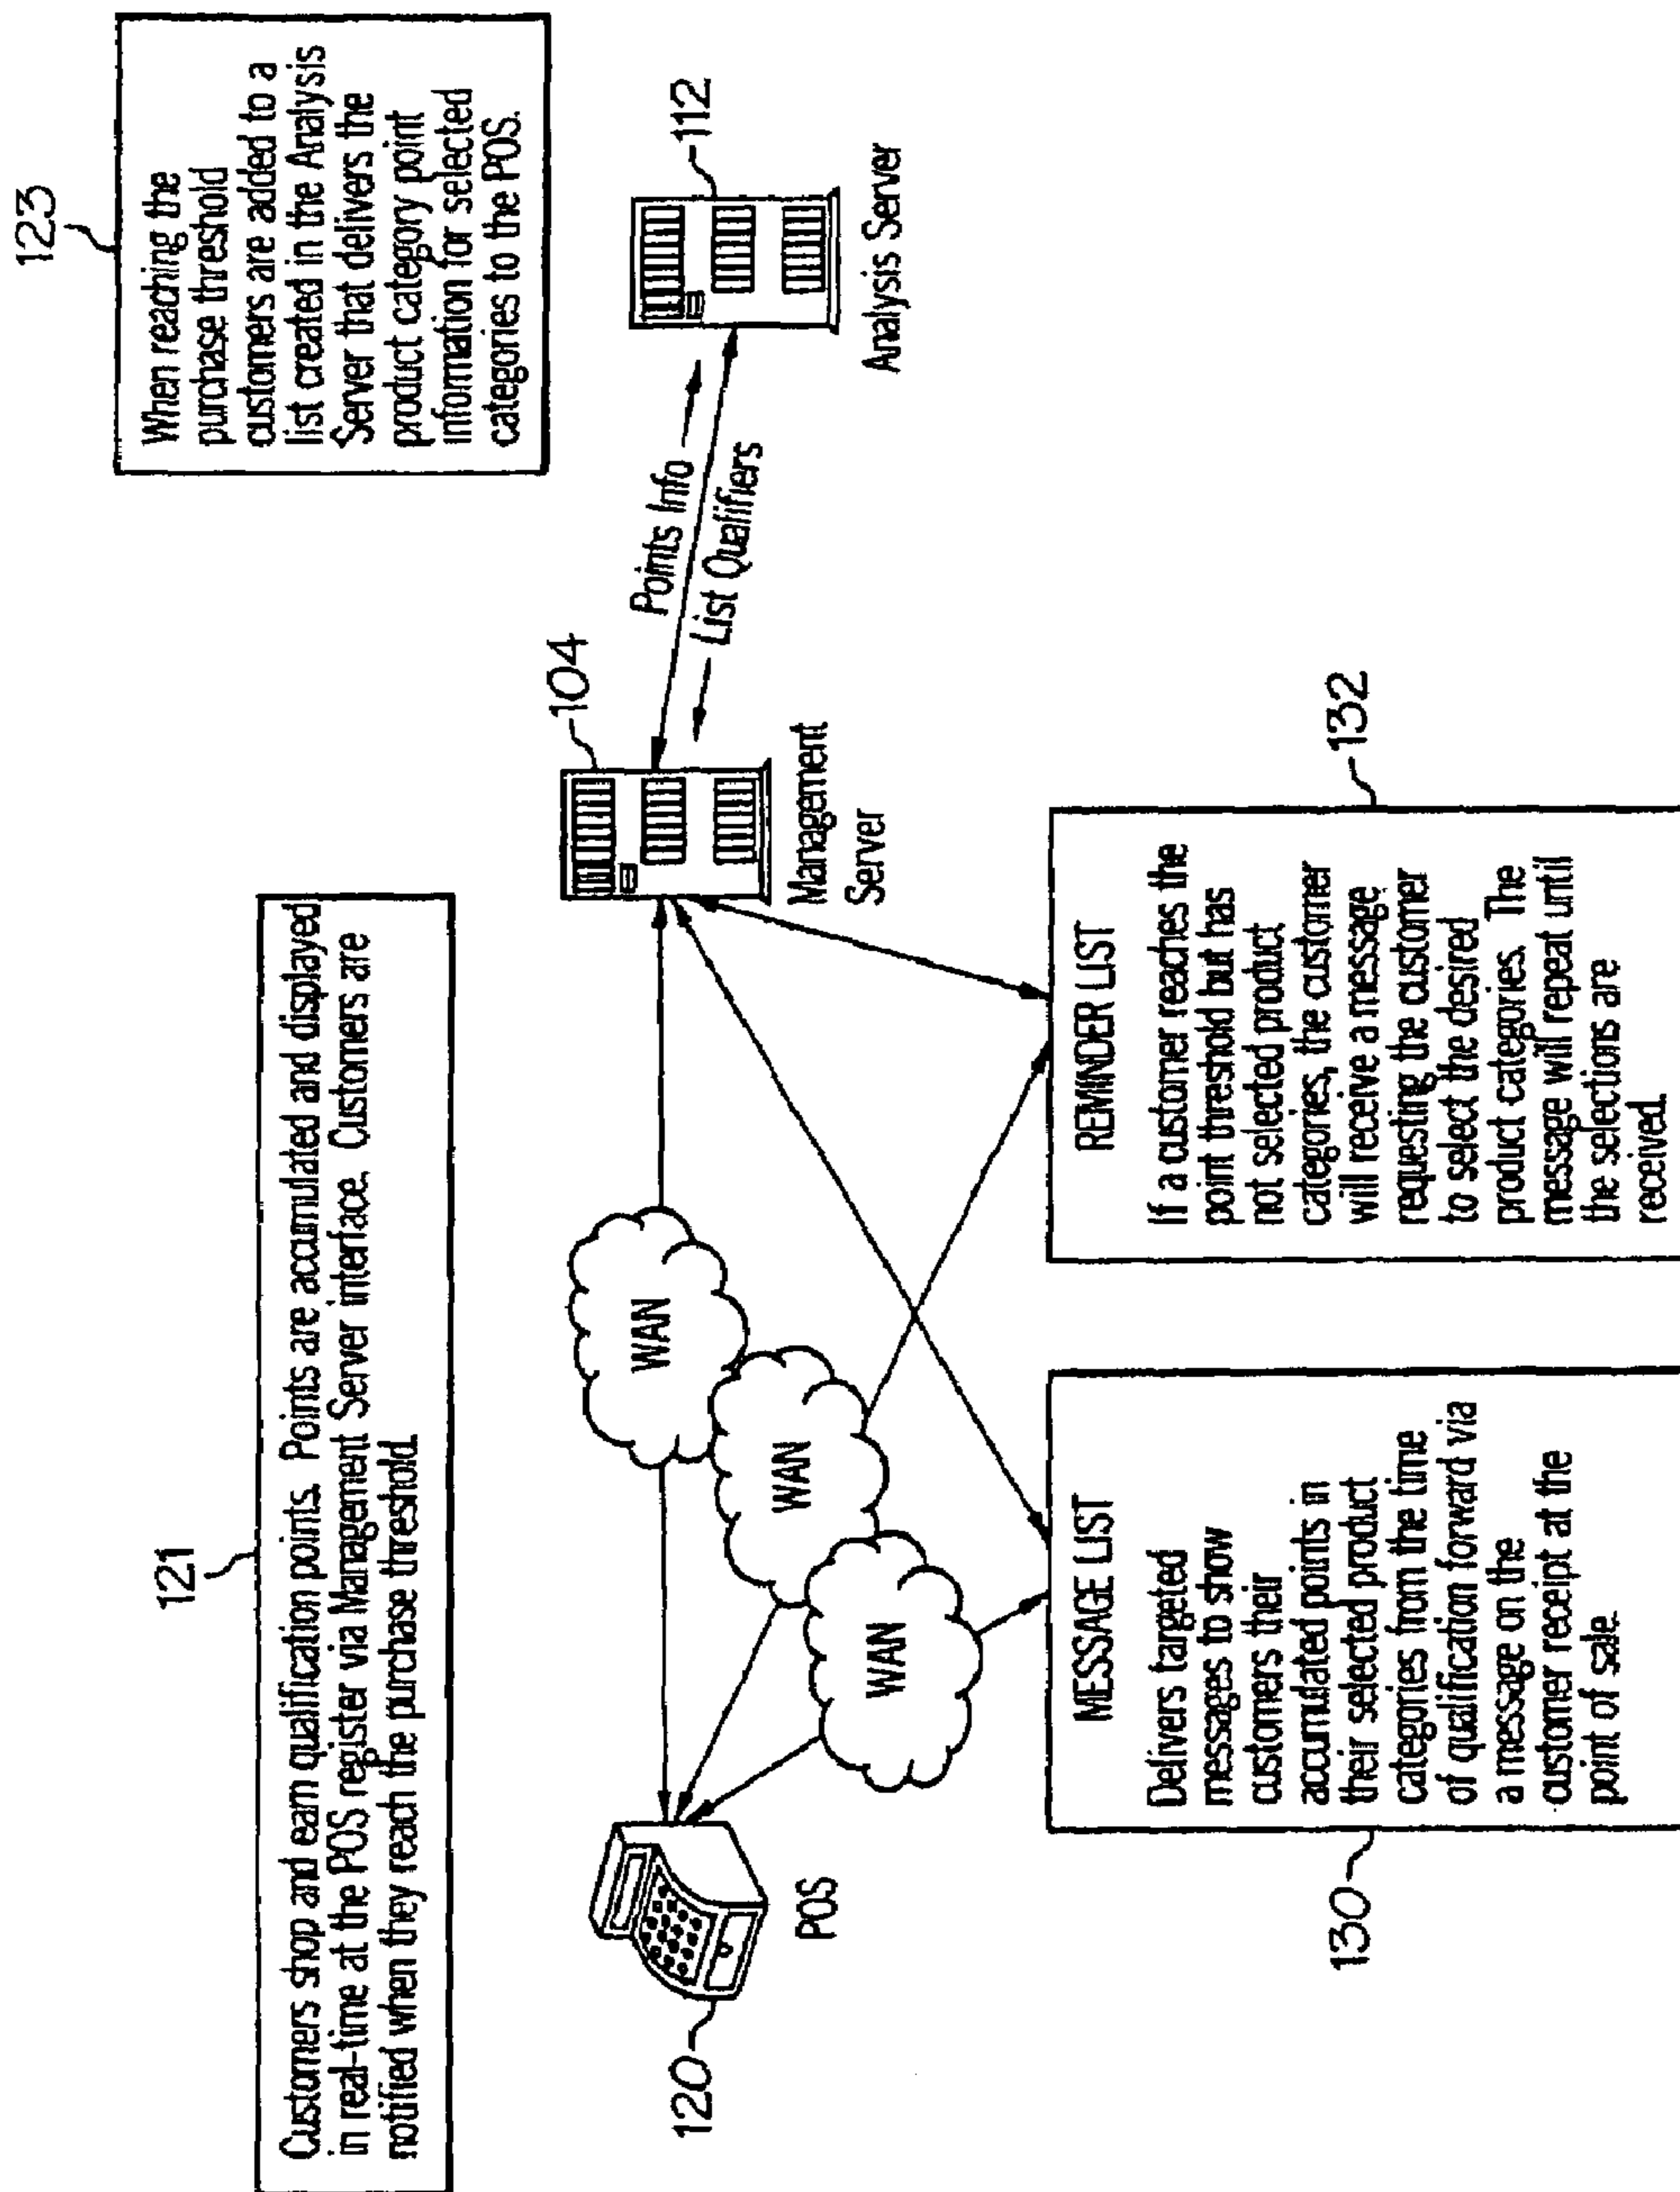 121
Customers shop and earn qualification points. Points are accumulated and displayed
in real-time at the POS register via Management Server interface. Customers are
notified when they reach the purchase threshold.
123
When reaching the
purchase threshold
customers are added to a
list created in the Analysis
Server that delivers the
product category point
information for selected
categories to the POS.
120
POS
WAN
WAN
WAN
104
Management
Server
Points Info
List Qualifiers
112
Analysis Server
130
MESSAGE LIST
Delivers targeted
messages to show
customers their
accumulated points in
their selected product
categories from the time
of qualification forward via
a message on the
customer receipt at the
point of sale.
132
REMINDER LIST
If a customer reaches the
point threshold but has
not selected product
categories, the customer
will receive a message
requesting the customer
to select the desired
product categories. The
message will repeat until
the selections are
received.